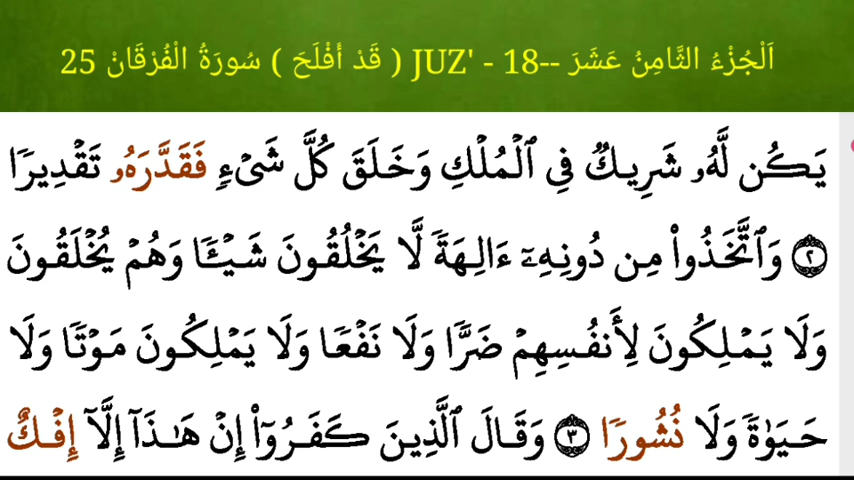 اَلْجُزْءُ الثَّامِنُ عَشَرَ --18 - 'JUZ ( قَدْ أَفْلَحَ ) سُورَةُ الْفُرْقَانْ 25
يَكُن لَّهُۥ شَرِيكٌ فِي ٱلْمُلْكِ وَخَلَقَ كُلَّ شَىْءٍ فَقَدَّرَهُۥ تَقْدِيرًا
٢ وَٱتَّخَذُوا۟ مِن دُونِهِۦٓ ءَالِهَةً لَّا يَخْلُقُونَ شَيْـًٔا وَهُمْ يُخْلَقُونَ
وَلَا يَمْلِكُونَ لِأَنفُسِهِمْ ضَرًّا وَلَا نَفْعًا وَلَا يَمْلِكُونَ مَوْتًا وَلَا
حَيَوٰةً وَلَا نُشُورًا ٣ وَقَالَ ٱلَّذِينَ كَفَرُوٓا۟ إِنْ هَـٰذَآ إِلَّآ إِفْكٌ